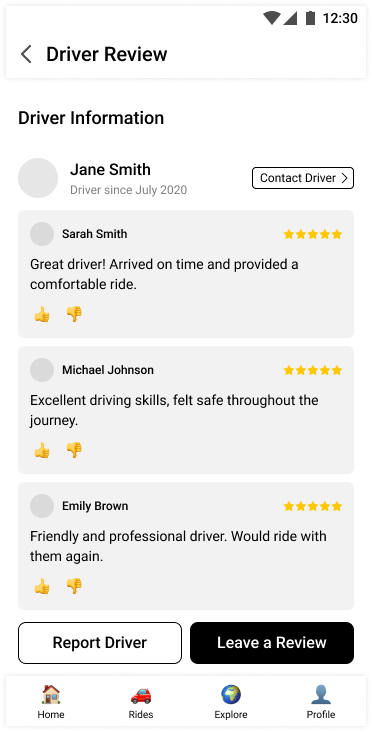 12:30
Driver Review
Driver Information
Jane Smith
Driver since July 2020
Contact Driver
Sarah Smith
Great driver! Arrived on time and provided a
comfortable ride.
Michael Johnson
Excellent driving skills, felt safe throughout the
journey.
Emily Brown
Friendly and professional driver. Would ride with
them again.
Report Driver
Leave a Review
Home
Rides
Explore
Profile